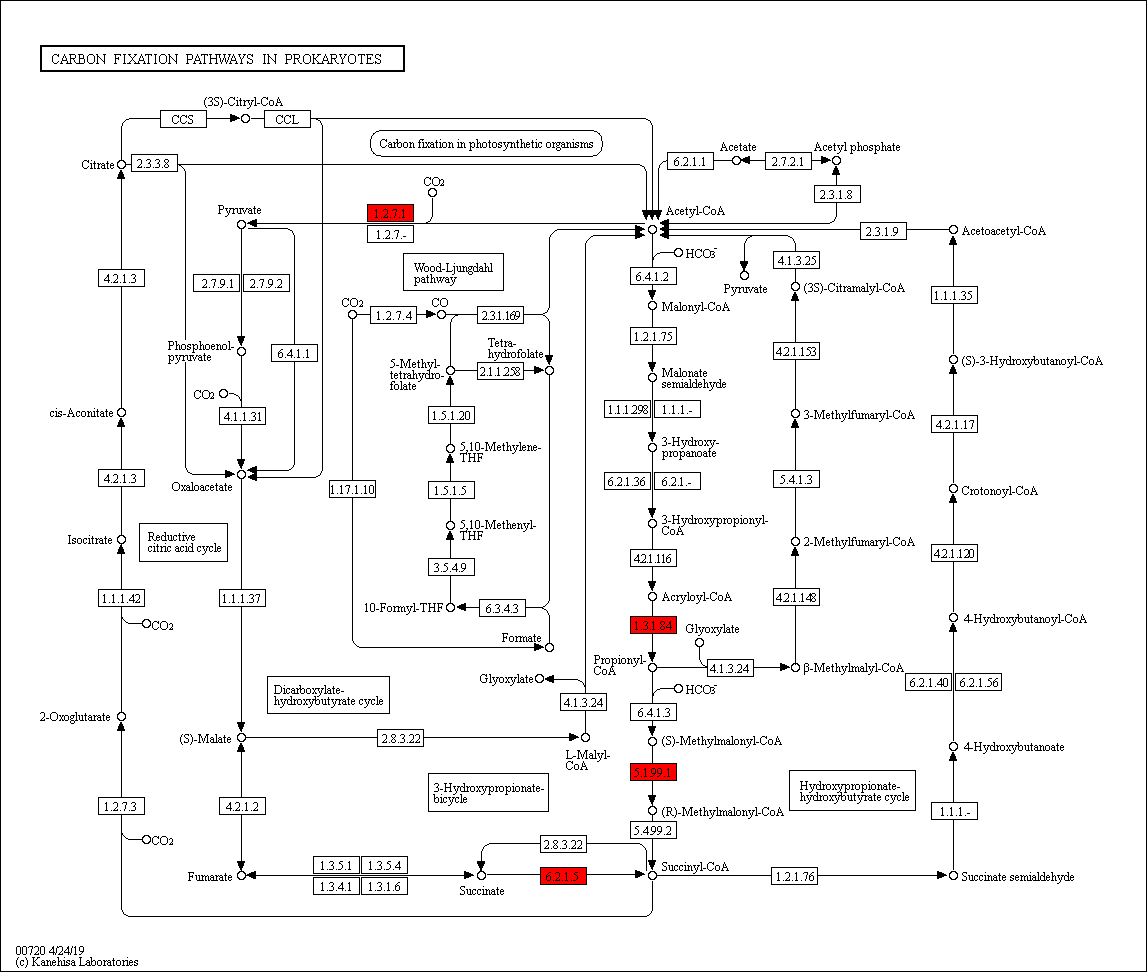 CARBON FIXATION PATHWAYS IN PROKARYOTES
(3S)-Citryl-CoA
CCS
CCL
Carbon fixation in photosynthetic organisms
Citrate
2.3.3.8
6.2.1.1
Acetate
2.7.2.1
Acetyl phosphate
2.3.1.8
CO2
Pyruvate
1.2.7.1
1.2.7.-
Acetyl-CoA
2.3.1.9
Acetoacetyl-CoA
HCO3-
4.1.3.25
Wood-Ljungdahl
pathway
4.2.1.3
2.7.9.1
2.7.9.2
6.4.1.2
Pyruvate
(3S)-Citramalyl-CoA
1.1.1.35
CO2
1.2.7.4
CO
2.3.1.169
Malonyl-CoA
1.2.1.75
Phosphoenol-
pyruvate
6.4.1.1
Tetra-
hydrofolate
5-Methyl-
tetrahydro-
folate
2.1.1.258
4.2.1.153
(S)-3-Hydroxybutanoyl-CoA
Malonate
semialdehyde
CO2
4.1.1.31
cis-Aconitate
1.5.1.20
1.1.1.298
1.1.1.-
3-Methylfumaryl-CoA
4.2.1.17
3-Hydroxy-
propanoate
5,10-Methylene-
THF
4.2.1.3
Oxaloacetate
1.17.1.10
1.5.1.5
6.2.1.36
6.2.1.-
5.4.1.3
Crotonoyl-CoA
3-Hydroxypropionyl-
CoA
5,10-Methenyl-
THF
Isocitrate
Reductive
citric acid cycle
2-Methylfumaryl-CoA
4.2.1.120
3.5.4.9
4.2.1.116
1.1.1.42
1.1.1.37
10-Formyl-THF
6.3.4.3
Acryloyl-CoA
4.2.1.148
4-Hydroxybutanoyl-CoA
CO2
1.3.1.84
Glyoxylate
Formate
Propionyl-
CoA
4.1.3.24
β-Methylmalyl-CoA
Glyoxylate
6.2.1.40
6.2.1.56
HCO3-
Dicarboxylate-
hydroxybutyrate cycle
4.1.3.24
2-Oxoglutarate
6.4.1.3
(S)-Malate
2.8.3.22
L-Malyl-
CoA
(S)-Methylmalonyl-CoA
4-Hydroxybutanoate
5.1.99.1
3-Hydroxypropionate-
bicycle
Hydroxypropionate-
hydroxybutyrate cycle
1.2.7.3
4.2.1.2
(R)-Methylmalonyl-CoA
1.1.1.-
CO2
5.4.99.2
2.8.3.22
1.3.5.1
1.3.5.4
1.3.4.1
1.3.1.6
Fumarate
Succinate
6.2.1.5
Succinyl-CoA
1.2.1.76
Succinate semialdehyde
00720 4/24/19
(c) Kanehisa Laboratories